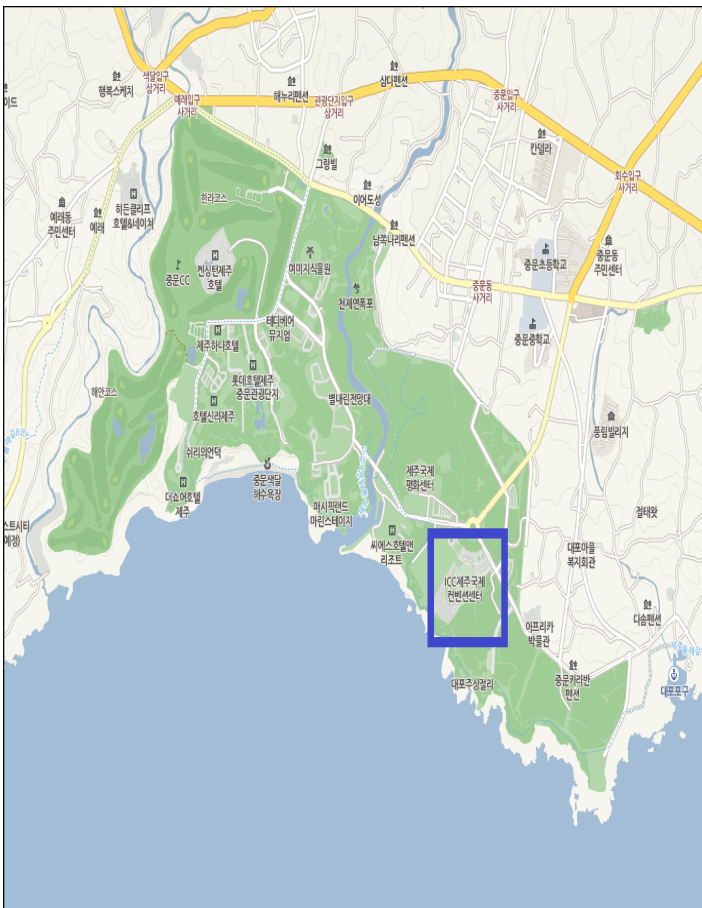 색달입구
삼거리
행복스케치
이드
예래입구
사거리
해누리펜션
관광단지입구
삼거리
삼다펜션
중문입구
사거리
칸델라
회수입구
사거리
그랑빌
이어도성
남쪽나라펜션
한라코스
예래동
주민센터
예래
히든클리프
호텔&네이쳐
켄싱턴제주
호텔
중문CC
여미지식물원
천제연폭포
중문초등학교
중문동
주민센터
중문동
사거리
중문중학교
테디베어
뮤지엄
제주하나호텔
롯데호텔제주
중문관광단지
호텔신라제주
해안코스
별내린전망대
쉬리의언덕
더쇼어호텔
제주
중문색달
해수욕장
퍼시픽랜드
마린스테이지
제주국제
평화센터
씨에스호텔앤
리조트
풍림빌리지
절태왓
대포마을
복지회관
스트시티
예정)
ICC제주국제
컨벤션센터
아프리카
박물관
디솜펜션
대포주상절리
중문카라반
펜션
대포포구